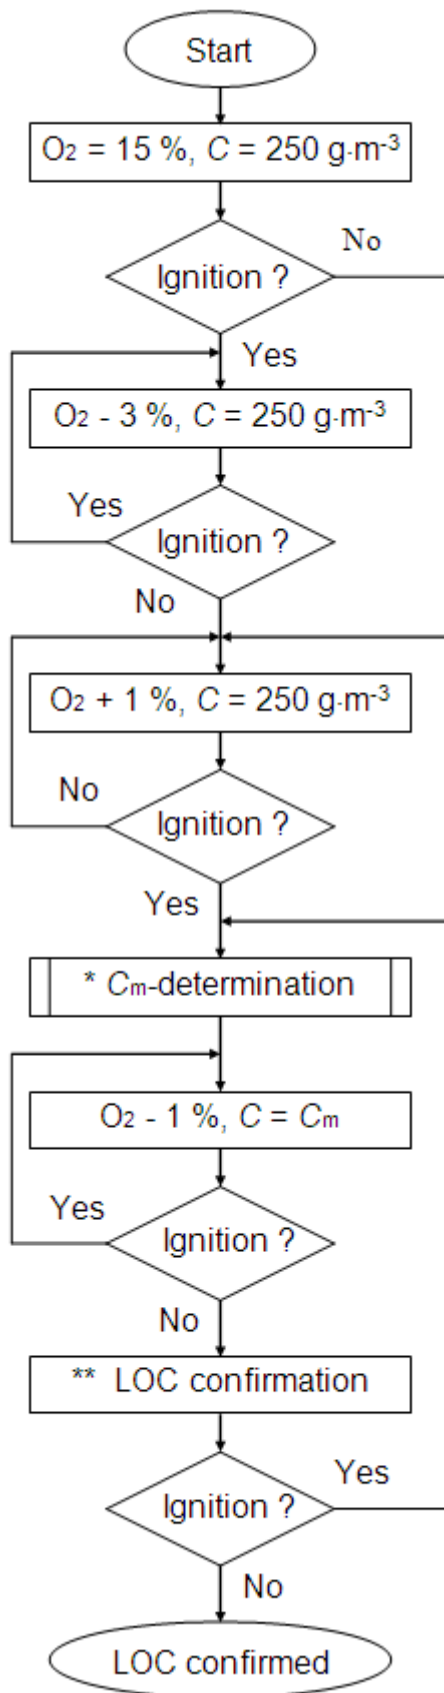 Start
O2 = 15 %, C = 250 g·m-3
Ignition ?
No
Yes
O2 - 3 %, C = 250 g·m-3
Yes
Ignition ?
No
O2 + 1 %, C = 250 g·m-3
No
Ignition ?
Yes
* Cm-determination
O2 - 1 %, C = Cm
Yes
Ignition ?
No
** LOC confirmation
Yes
Ignition ?
No
LOC confirmed